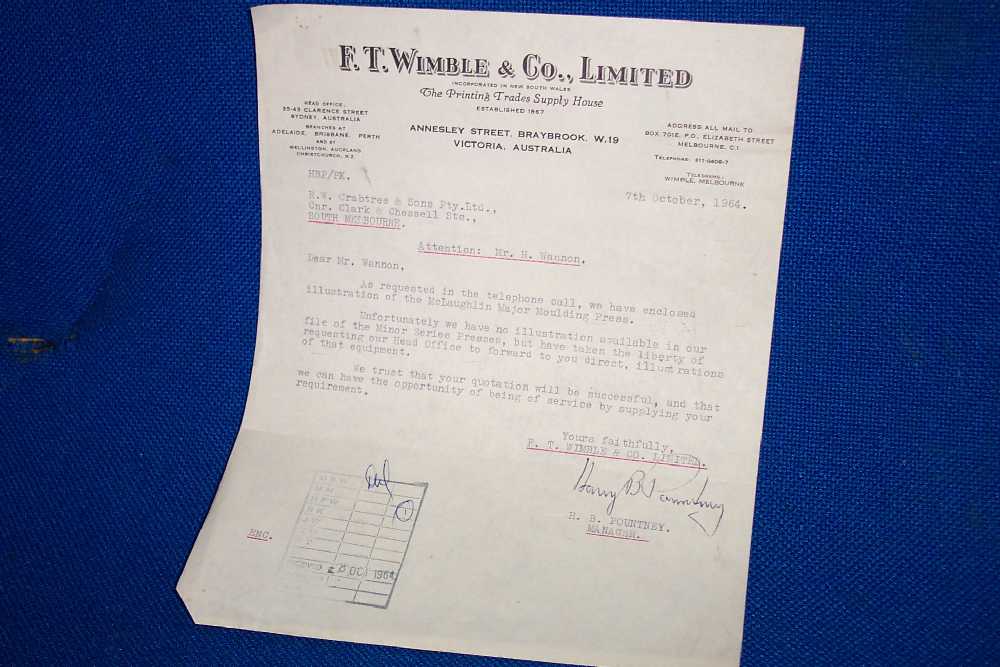 F. T. WIMBLE & CO., LIMITED
INCORPORATED IN NEW SOUTH WALES
The Printing Trades Supply House
ESTABLISHED 1867
HEAD OFFICE:
35-43 CLARENCE STREET
SYDNEY, AUSTRALIA
BRANCHES AT
ADELAIDE, BRISBANE, PERTH
AND AT
WELLINGTON, AUCKLAND
CHRISTCHURCH, N.Z.
ANNESLEY STREET, BRAYBROOK, W.19
VICTORIA, AUSTRALIA
ADDRESS ALL MAIL TO
BOX 701E, P.O., ELIZABETH STREET
MELBOURNE, C.1
TELEPHONE: 311-0406-7
TELEGRAMS:
WIMBLE, MELBOURNE
HBP/PK.
7th October, 1964.
R.W. Crabtree & Sons Pty.Ltd.,
Cnr. Clark & Chessell Sts.,
SOUTH MELBOURNE.
Attention: Mr. H. Wannon.
Dear Mr. Wannon,
As requested in the telephone call, we have enclosed
illustration of the McLaughlin Major Moulding Press.
Unfortunately we have no illustration available in our
file of the Minor Series Presses, but have taken the liberty of
requesting our Head Office to forward to you direct, illustrations
of that equipment.
We trust that your quotation will be successful, and that
we can have the opportunity of being of service by supplying your
requirement.
Yours faithfully,
F. T. WIMBLE & CO. LIMITED.
Harry B Pountney
H. B. POUNTNEY.
MANAGER.
ENC.
OCT 1964